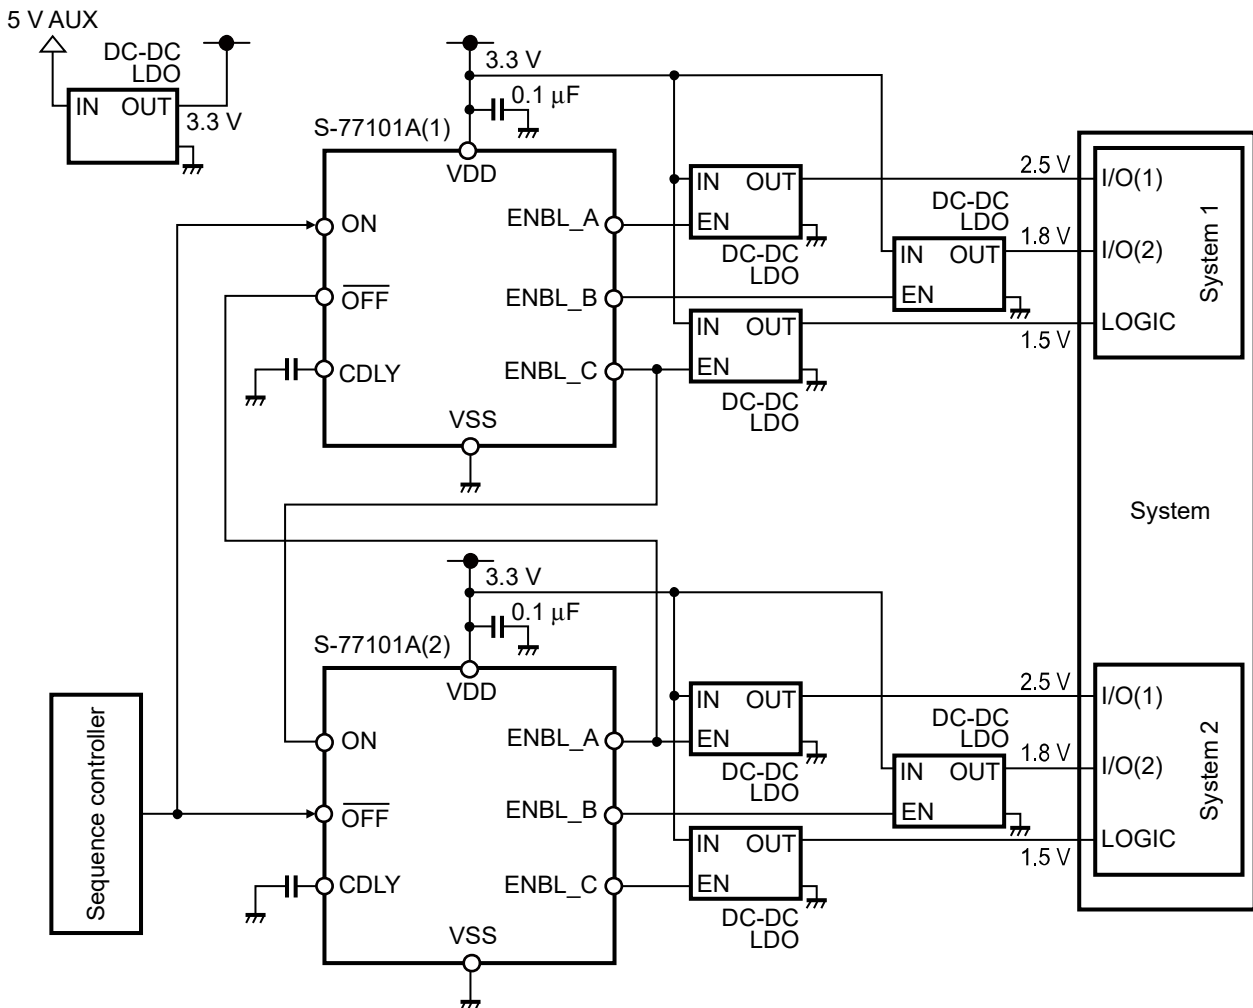 5 V AUX
DC-DC
LDO
IN OUT
3.3 V
3.3 V
0.1 μF
S-77101A(1)
VDD
ON
OFF
CDLY
VSS
ENBL_A
ENBL_B
ENBL_C
IN OUT
EN
DC-DC
LDO
DC-DC
LDO
IN OUT
EN
IN OUT
EN
DC-DC
LDO
2.5 V
1.8 V
1.5 V
I/O(1)
I/O(2)
LOGIC
System 1
System
3.3 V
0.1 μF
S-77101A(2)
VDD
ON
OFF
CDLY
VSS
ENBL_A
ENBL_B
ENBL_C
Sequence controller
IN OUT
EN
DC-DC
LDO
DC-DC
LDO
IN OUT
EN
IN OUT
EN
DC-DC
LDO
2.5 V
1.8 V
1.5 V
I/O(1)
I/O(2)
LOGIC
System 2